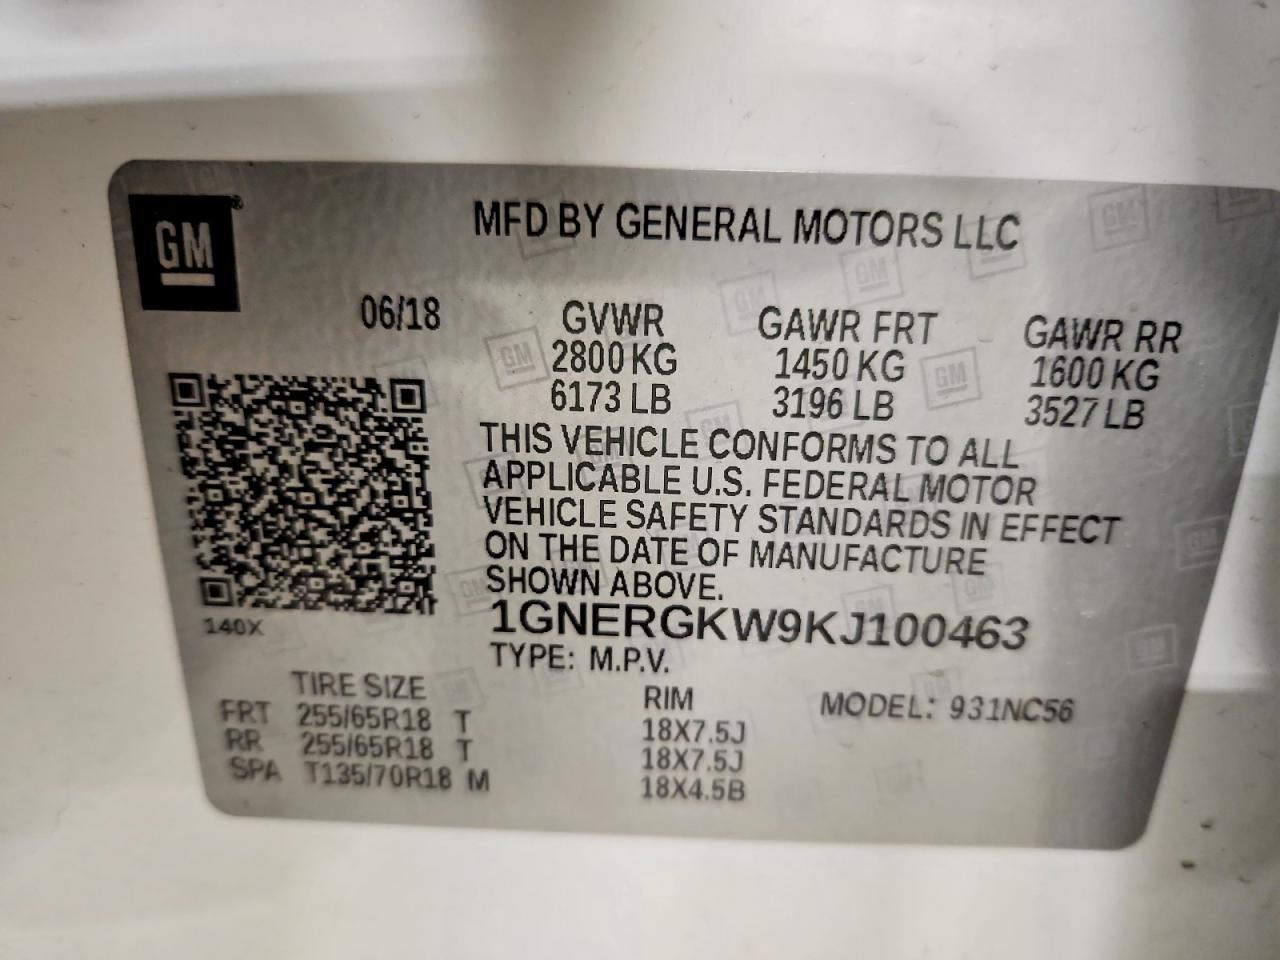 GM®
MFD BY GENERAL MOTORS LLC
06/18 GVWR GAWR FRT GAWR RR
2800 KG 1450 KG 1600 KG
6173 LB 3196 LB 3527 LB
THIS VEHICLE CONFORMS TO ALL
APPLICABLE U.S. FEDERAL MOTOR
VEHICLE SAFETY STANDARDS IN EFFECT
ON THE DATE OF MANUFACTURE
SHOWN ABOVE.
140X
1GNERGKW9KJ100463
TYPE: M.P.V.
TIRE SIZE RIM MODEL: 931NC56
FRT 255/65R18 T 18X7.5J
RR 255/65R18 T 18X7.5J
SPA T135/70R18 M 18X4.5B